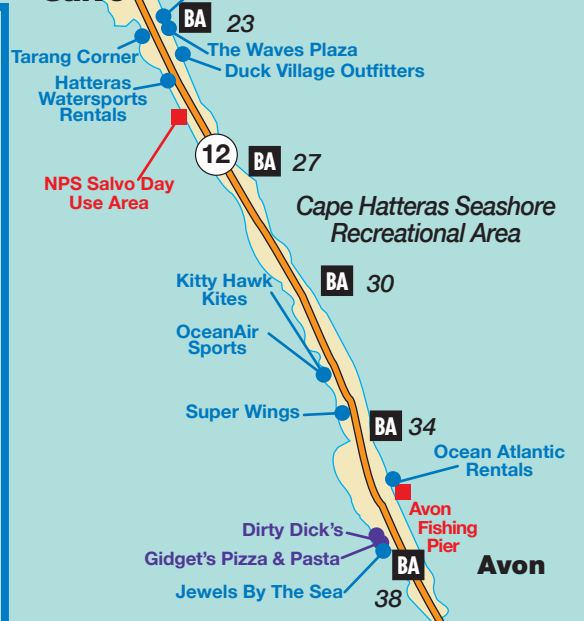 BA 23
Tarang Corner
The Waves Plaza
Duck Village Outfitters
Hatteras
Watersports
Rentals
12
BA 27
NPS Salvo Day
Use Area
Cape Hatteras Seashore
Recreational Area
Kitty Hawk
Kites
BA 30
OceanAir
Sports
Super Wings
BA 34
Ocean Atlantic
Rentals
Avon
Fishing
Pier
Dirty Dick's
Gidget's Pizza & Pasta
BA
38
Avon
Jewels By The Sea